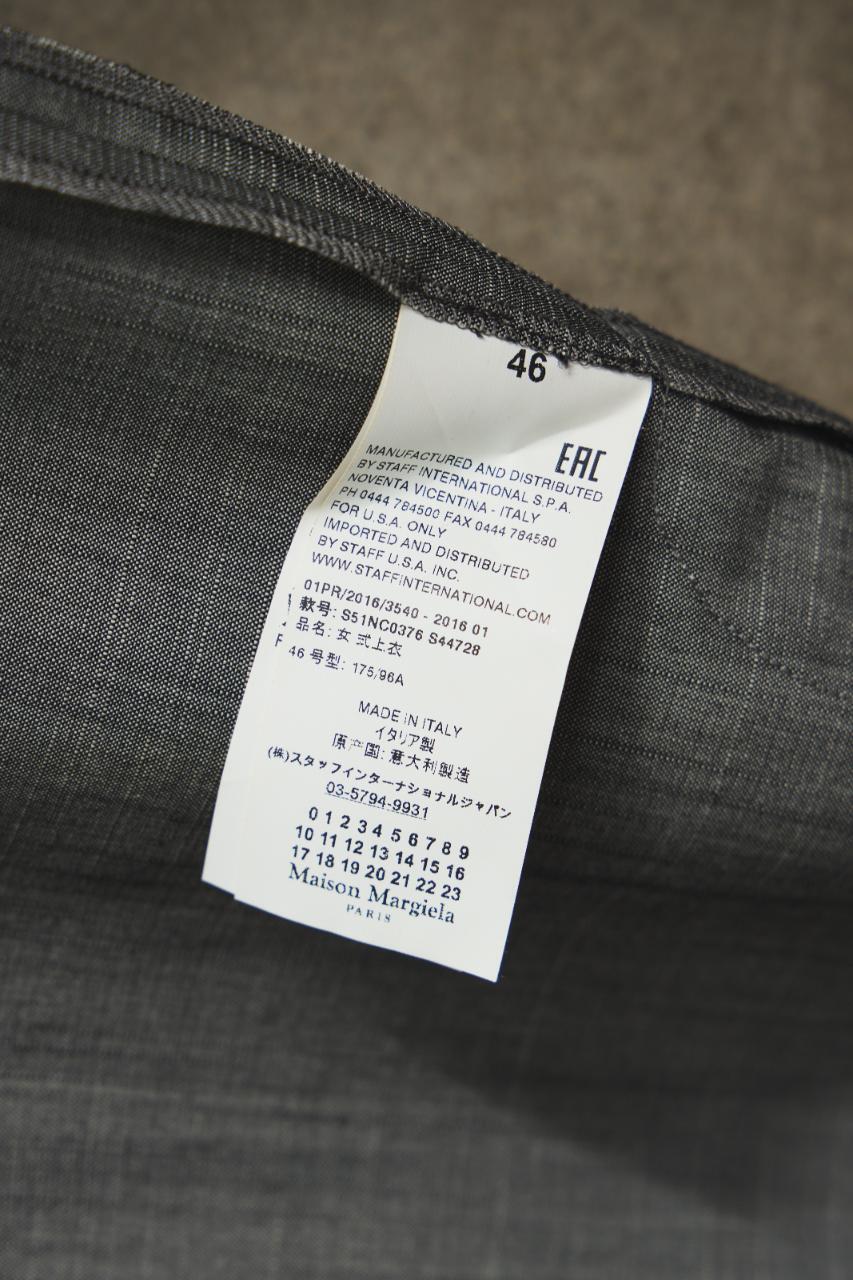 46
EAC
MANUFACTURED AND DISTRIBUTED
BY STAFF INTERNATIONAL S.P.A.
NOVENTA VICENTINA - ITALY
PH 0444 784500 FAX 0444 784580
FOR U.S.A. ONLY
IMPORTED AND DISTRIBUTED
BY STAFF U.S.A. INC.
WWW.STAFFINTERNATIONAL.COM
01PR/2016/3540 - 2016 01
款号: S51NC0376 S44728
品名: 女式上衣
46 号型: 175/96A
MADE IN ITALY
イタリア製
原产国: 意大利製造
(株)スタッフインターナショナルジャパン
03-5794-9931
0 1 2 3 4 5 6 7 8 9
10 11 12 13 14 15 16
17 18 19 20 21 22 23
Maison Margiela
PARIS